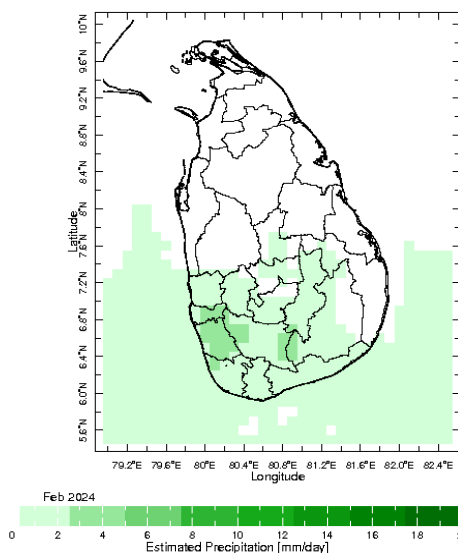 10°N
9.6°N
9.2°N
8.8°N
8.4°N
8°N
7.6°N
7.2°N
6.8°N
6.4°N
6.0°N
5.6°N
Latitude
79.2°E 79.6°E 80°E 80.4°E 80.8°E 81.2°E 81.6°E 82.0°E 82.4°E
Longitude
Feb 2024
0 2 4 6 8 10 12 14 16 18
Estimated Precipitation [mm/day]